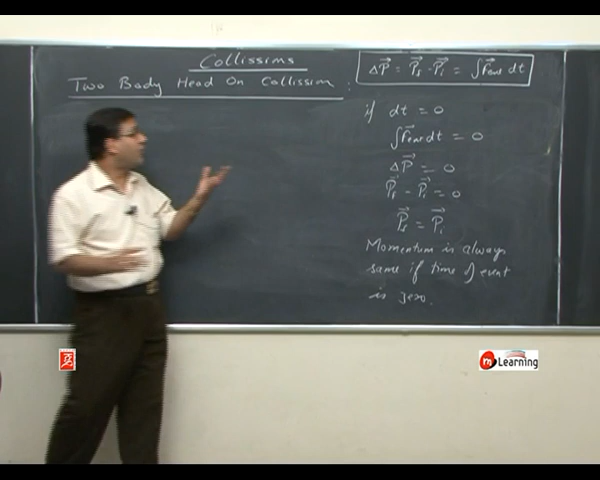 Collissims
Two Body Head On Collission :
ΔP⃗ = P⃗f - P⃗i = ∫F⃗ext dt
if dt = 0
∫F⃗ext dt = 0
ΔP⃗ = 0
P⃗f - P⃗i = 0
P⃗f = P⃗i
Momentum is always
same if time of event
is zero.
m Learning